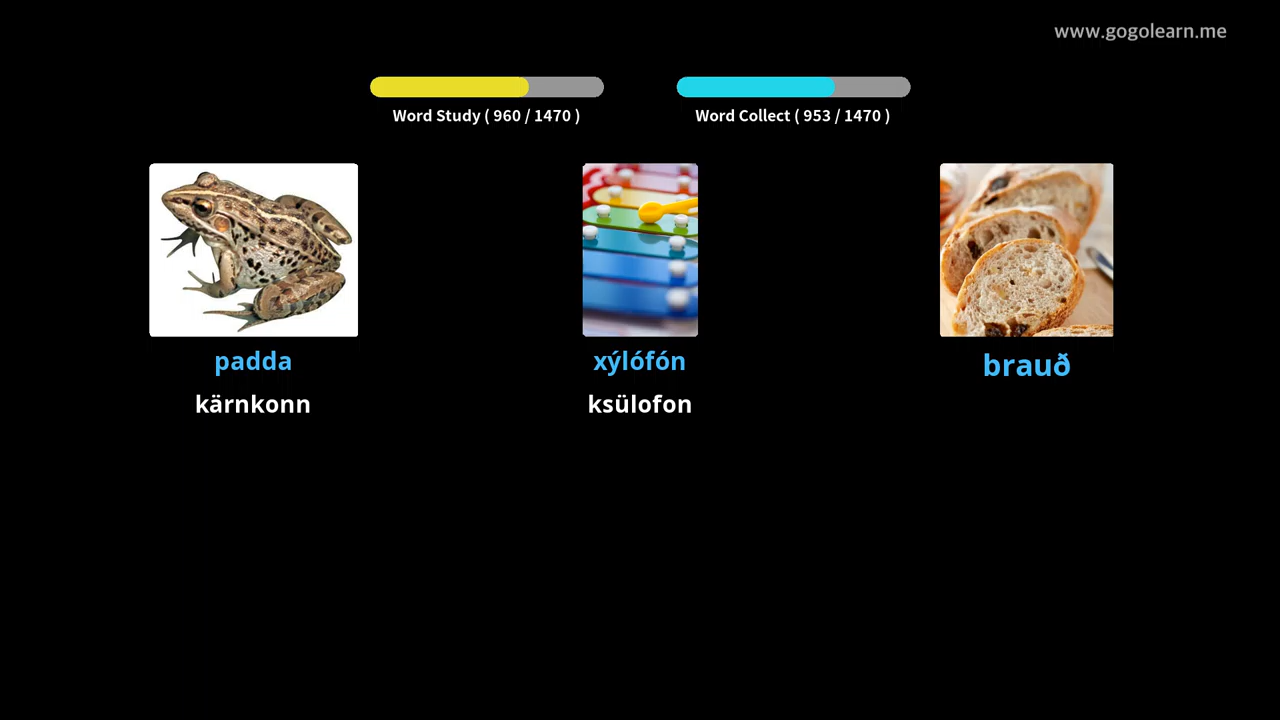 www.gogolearn.me
Word Study ( 960 / 1470 )
Word Collect ( 953 / 1470 )
padda
kärnkonn
xýlófón
ksülofon
brauð